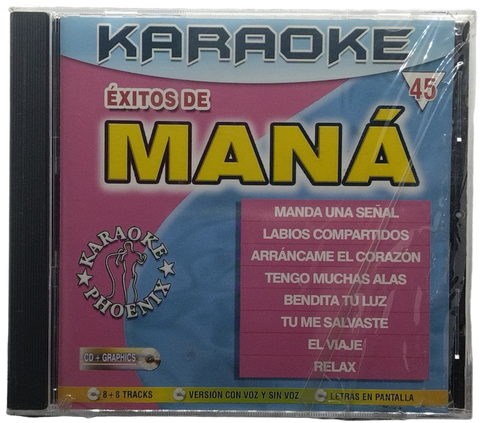 KARAOKE
45
ÉXITOS DE
MANÁ
MANDA UNA SEÑAL
LABIOS COMPARTIDOS
ARRÁNCAME EL CORAZÓN
TENGO MUCHAS ALAS
BENDITA TU LUZ
TU ME SALVASTE
EL VIAJE
RELAX
KARAOKE
PHOENIX
CD + GRAPHICS
8 + 8 TRACKS
VERSIÓN CON VOZ Y SIN VOZ
LETRAS EN PANTALLA